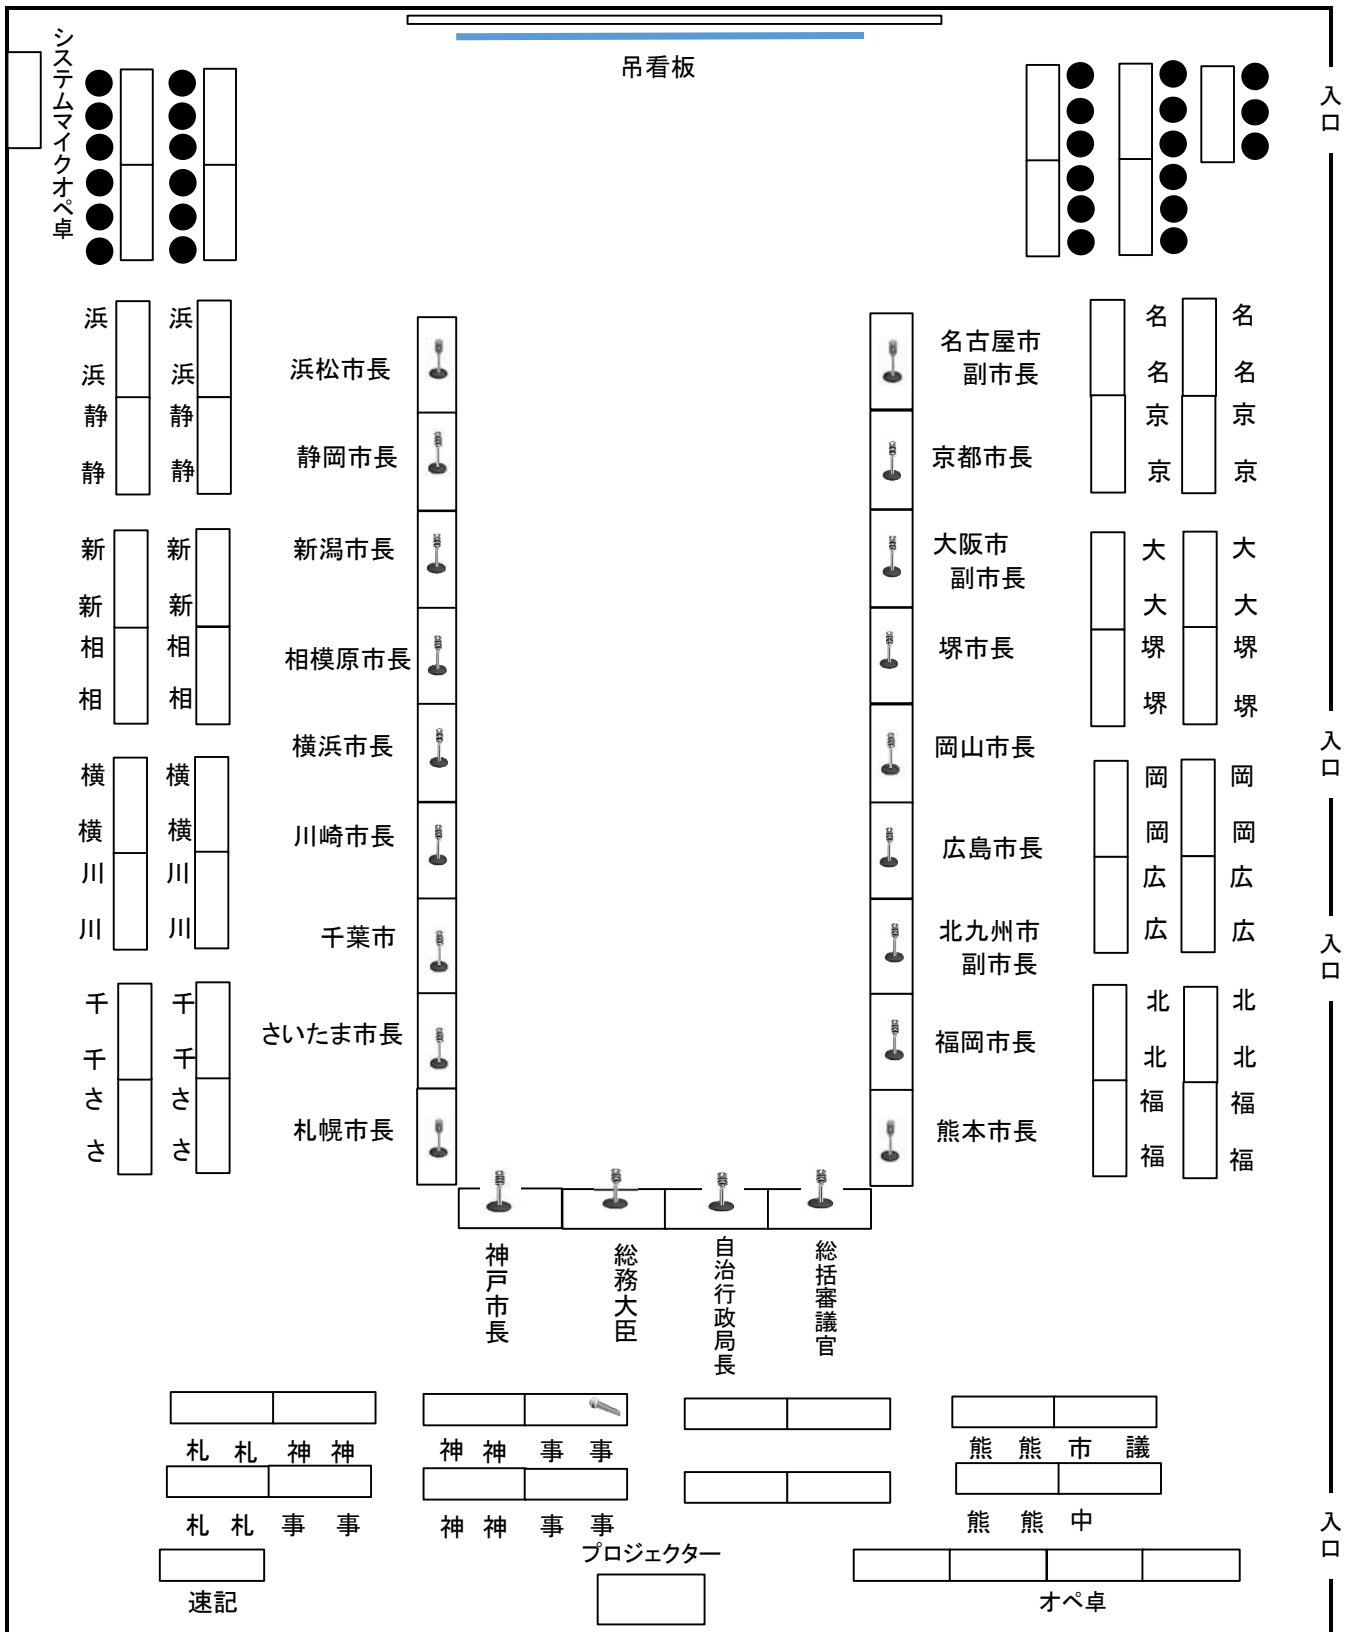 吊看板
システムマイクオペ卓
入口
浜 浜
浜 浜
静 静
静 静
新 新
新 新
相 相
相 相
横 横
横 横
川 川
川 川
千 千
千 千
さ さ
さ さ
浜松市長
静岡市長
新潟市長
相模原市長
横浜市長
川崎市長
千葉市
さいたま市長
札幌市長
名古屋市
副市長
京都市長
大阪市
副市長
堺市長
岡山市長
広島市長
北九州市
副市長
福岡市長
熊本市長
名 名
名 名
京 京
京 京
大 大
大 大
堺 堺
堺 堺
岡 岡
岡 岡
広 広
広 広
北 北
北 北
福 福
福 福
入口
入口
神戸市長
総務大臣
自治行政局長
総括審議官
札 札 神 神
神 神 事 事
熊 熊 市 議
札 札 事 事
神 神 事 事
熊 熊 中
入口
プロジェクター
速記
オペ卓